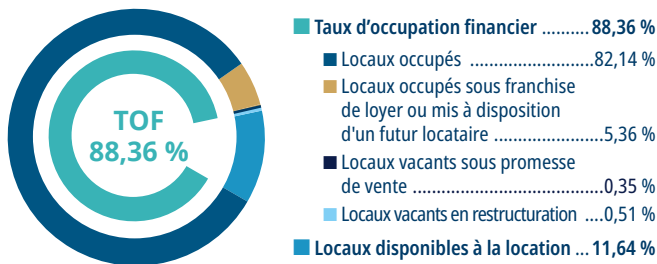 TOF
88,36 %
Taux d’occupation financier ..........88,36 %
Locaux occupés .......................82,14 %
Locaux occupés sous franchise
de loyer ou mis à disposition
d'un futur locataire ....................5,36 %
Locaux vacants sous promesse
de vente ...................................0,35 %
Locaux vacants en restructuration ....0,51 %
Locaux disponibles à la location ... 11,64 %